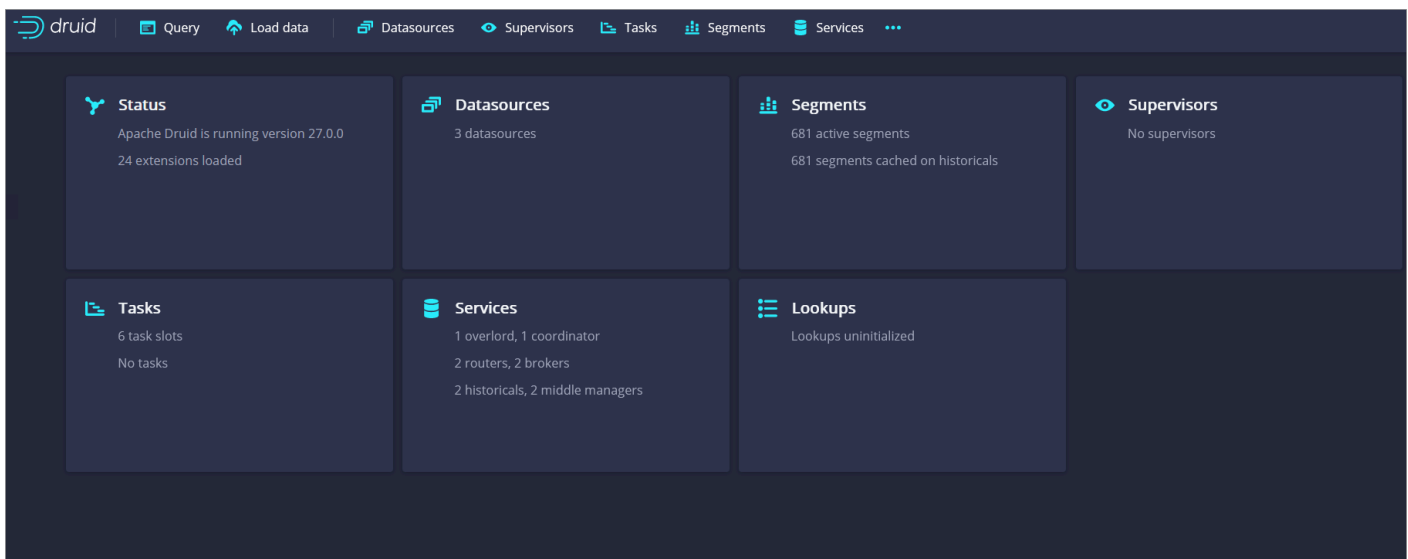 druid Query Load data Datasources Supervisors Tasks Segments Services
Status
Apache Druid is running version 27.0.0
24 extensions loaded
Datasources
3 datasources
Segments
681 active segments
681 segments cached on historicals
Supervisors
No supervisors
Tasks
6 task slots
No tasks
Services
1 overlord, 1 coordinator
2 routers, 2 brokers
2 historicals, 2 middle managers
Lookups
Lookups uninitialized